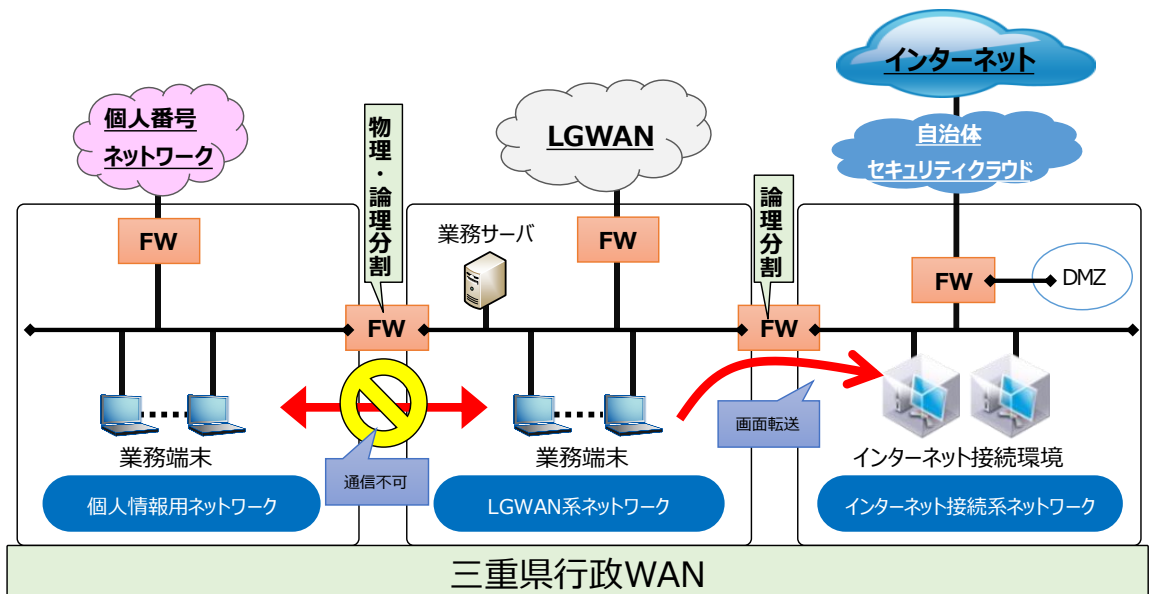 インターネット
個人番号
ネットワーク
物理・論理分割
LGWAN
自治体
セキュリティクラウド
論理分割
FW
業務サーバ
FW
FW
DMZ
FW
FW
業務端末
通信不可
業務端末
画面転送
インターネット接続環境
個人情報用ネットワーク
LGWAN系ネットワーク
インターネット接続系ネットワーク
三重県行政WAN